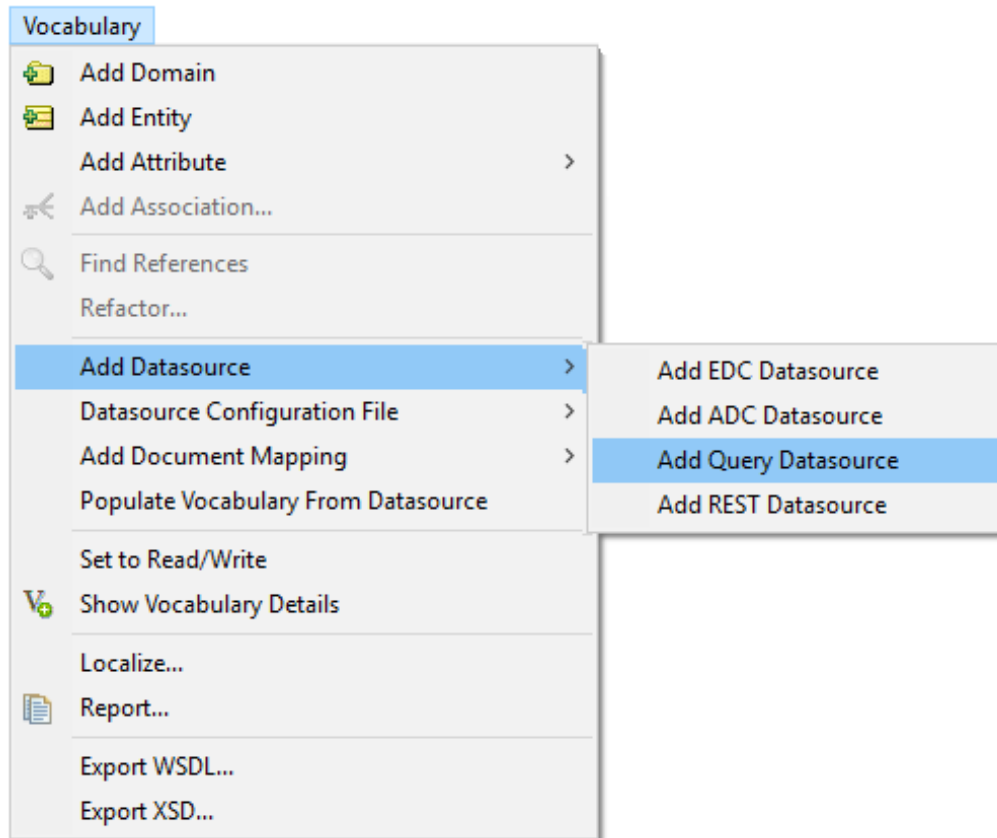 Vocabulary
Add Domain
Add Entity
Add Attribute
Add Association...
Find References
Refactor...
Add Datasource
Datasource Configuration File
Add Document Mapping
Populate Vocabulary From Datasource
Set to Read/Write
Show Vocabulary Details
Localize...
Report...
Export WSDL...
Export XSD...
Add EDC Datasource
Add ADC Datasource
Add Query Datasource
Add REST Datasource